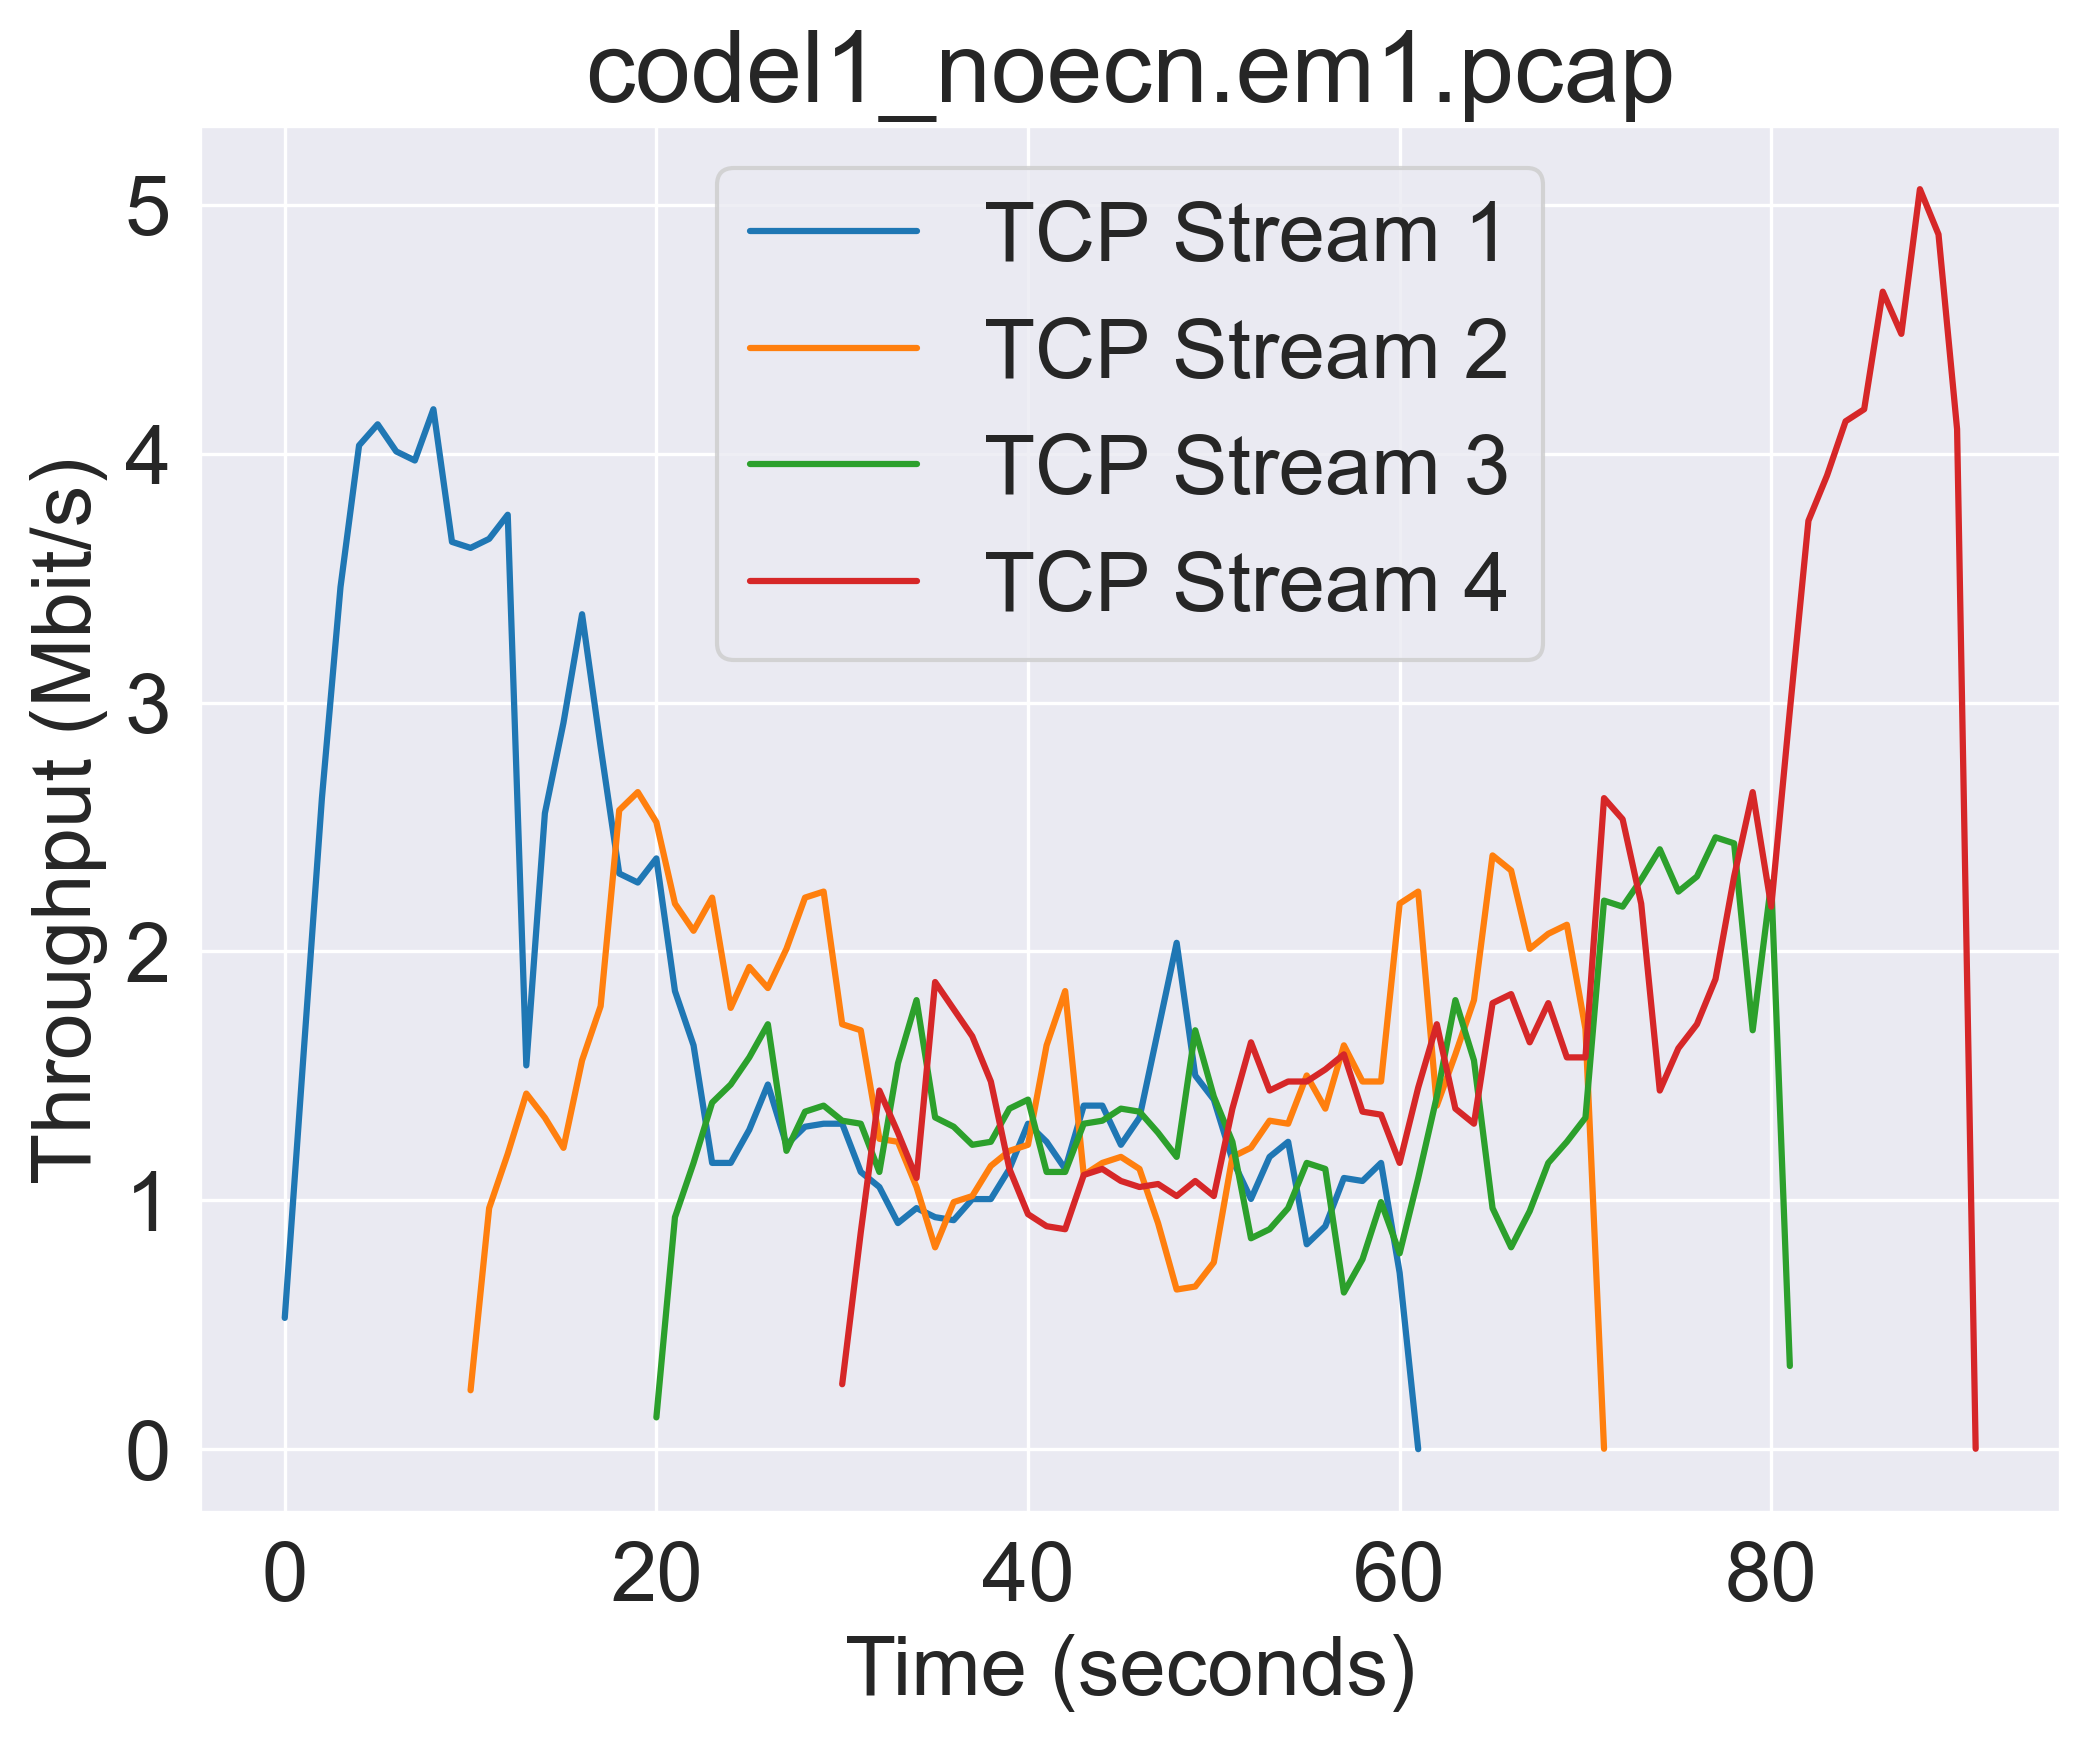 codel1_noecn.em1.pcap
TCP Stream 1
TCP Stream 2
TCP Stream 3
TCP Stream 4
Throughput (Mbit/s)
5
4
3
2
1
0
0 20 40 60 80
Time (seconds)